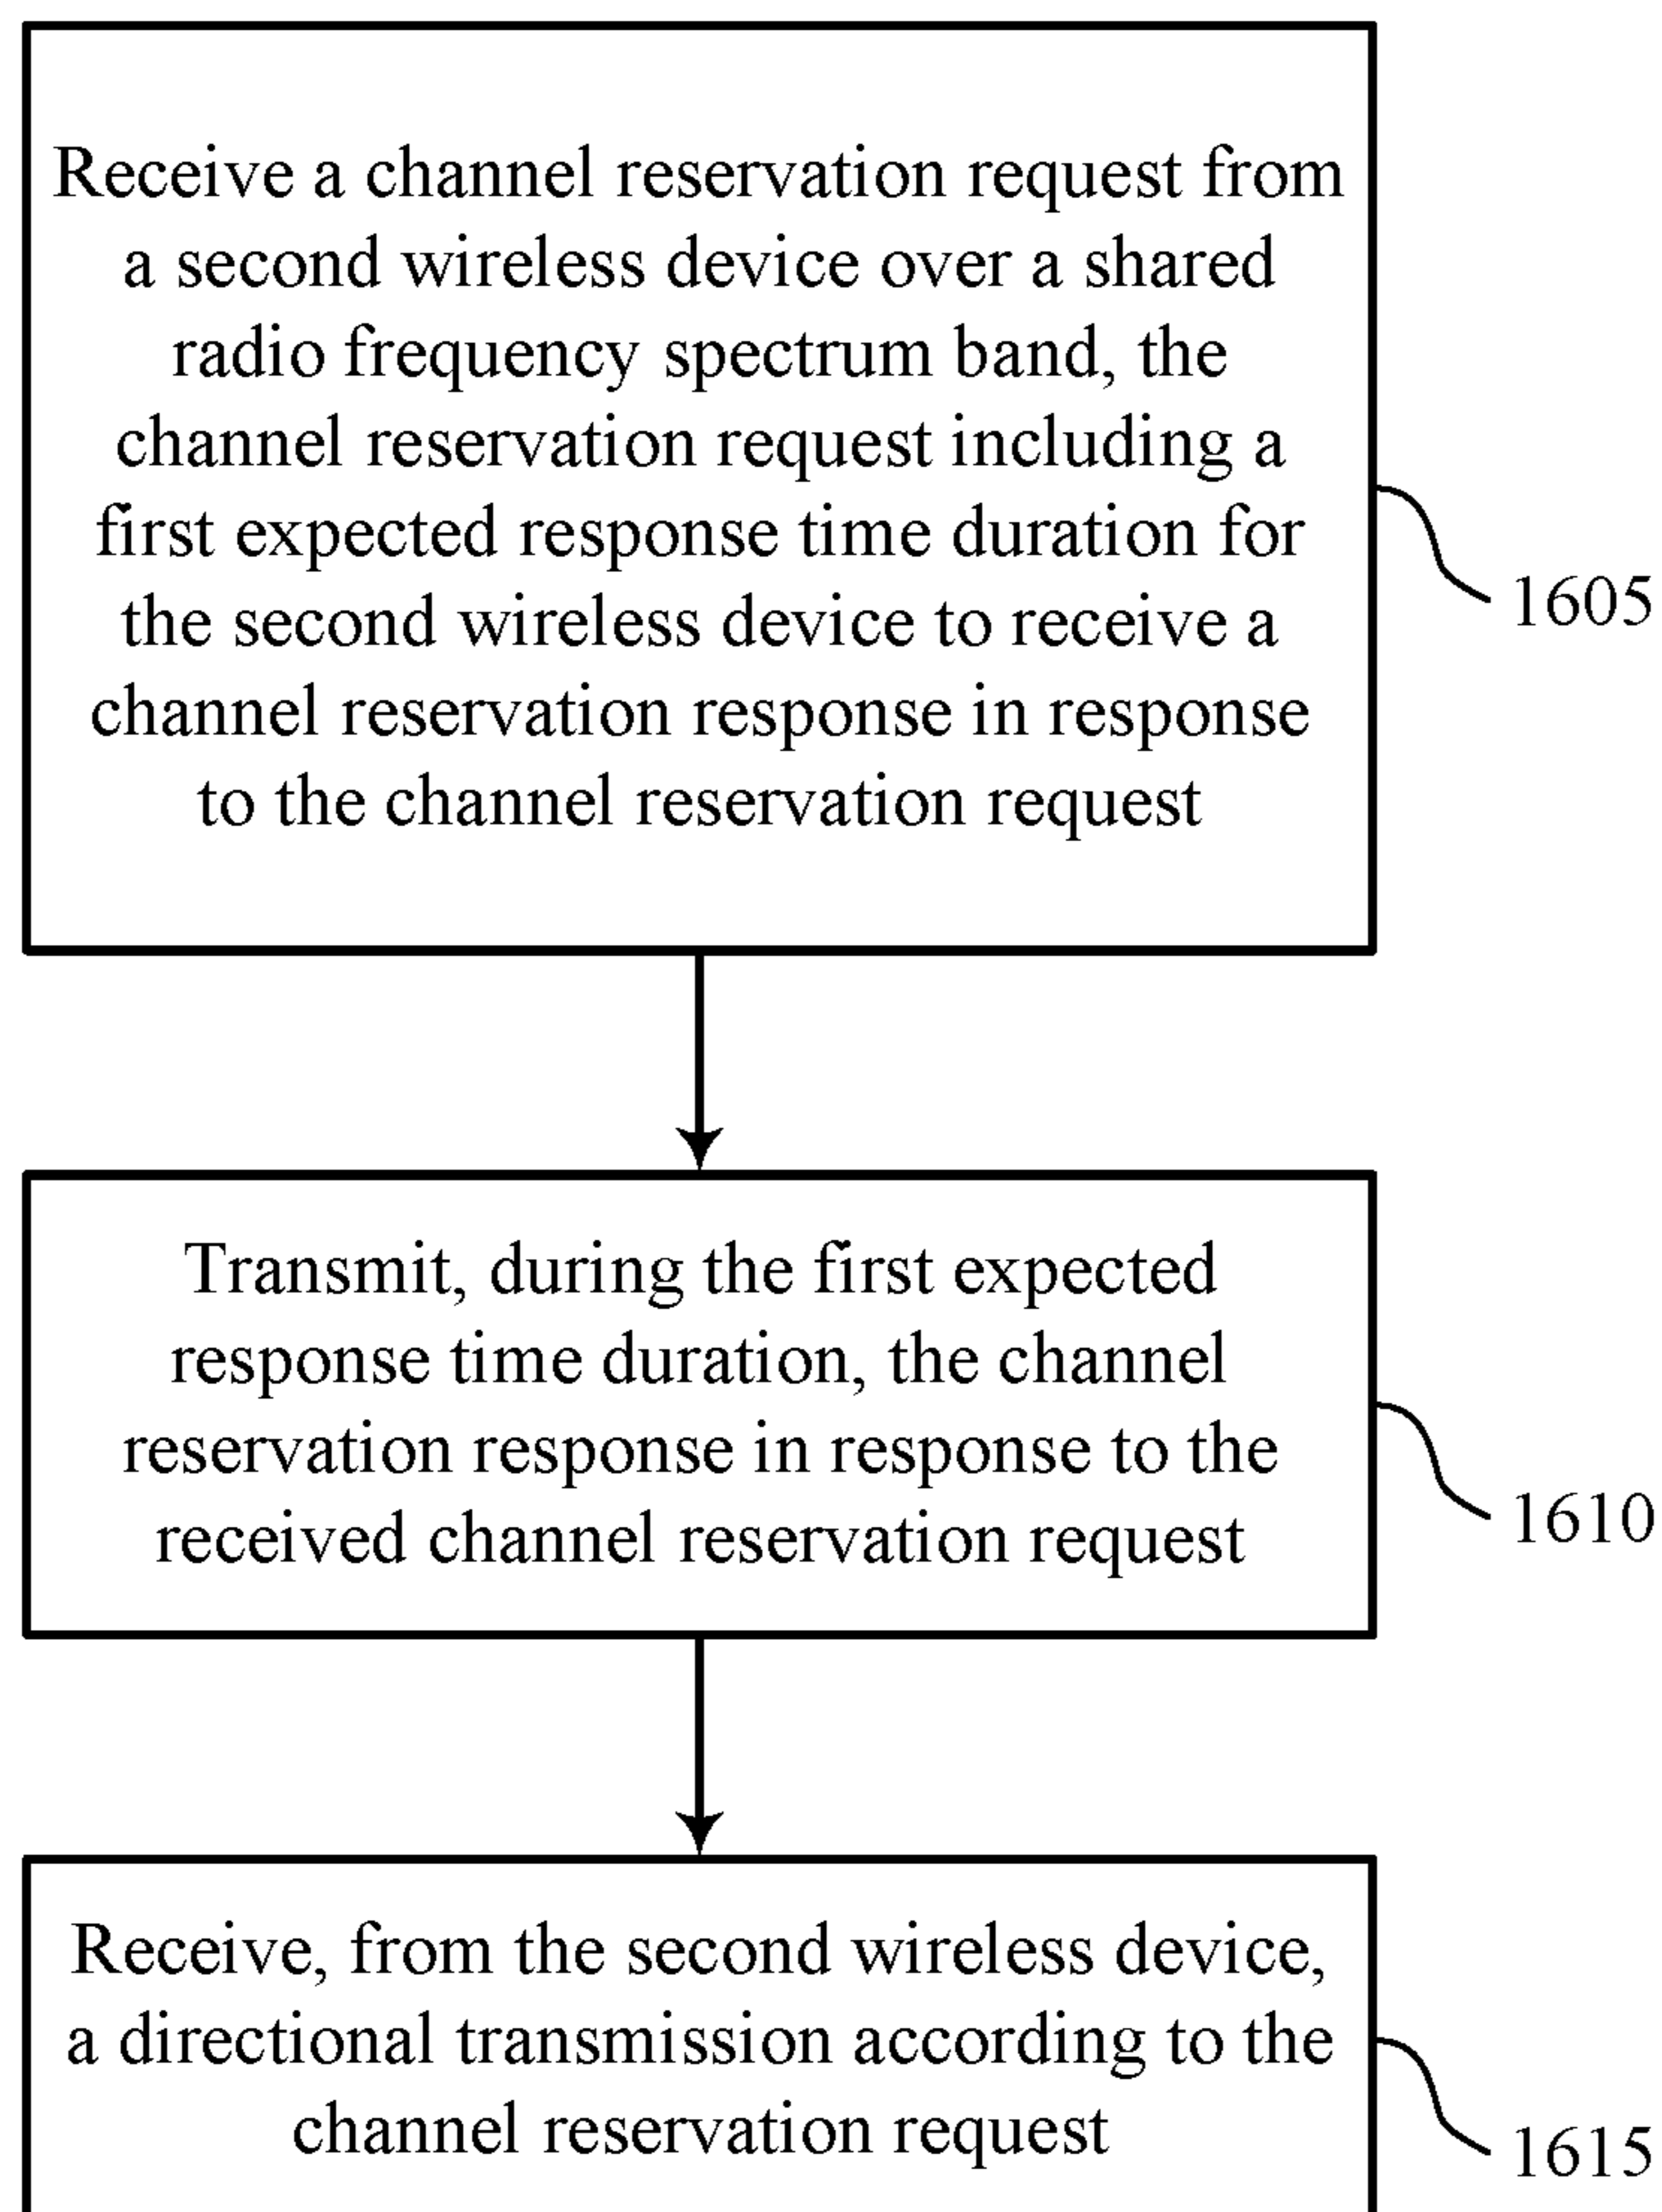 Receive a channel reservation request from
a second wireless device over a shared
radio frequency spectrum band, the
channel reservation request including a
first expected response time duration for
the second wireless device to receive a
channel reservation response in response
to the channel reservation request
1605
Transmit, during the first expected
response time duration, the channel
reservation response in response to the
received channel reservation request
1610
Receive, from the second wireless device,
a directional transmission according to the
channel reservation request
1615